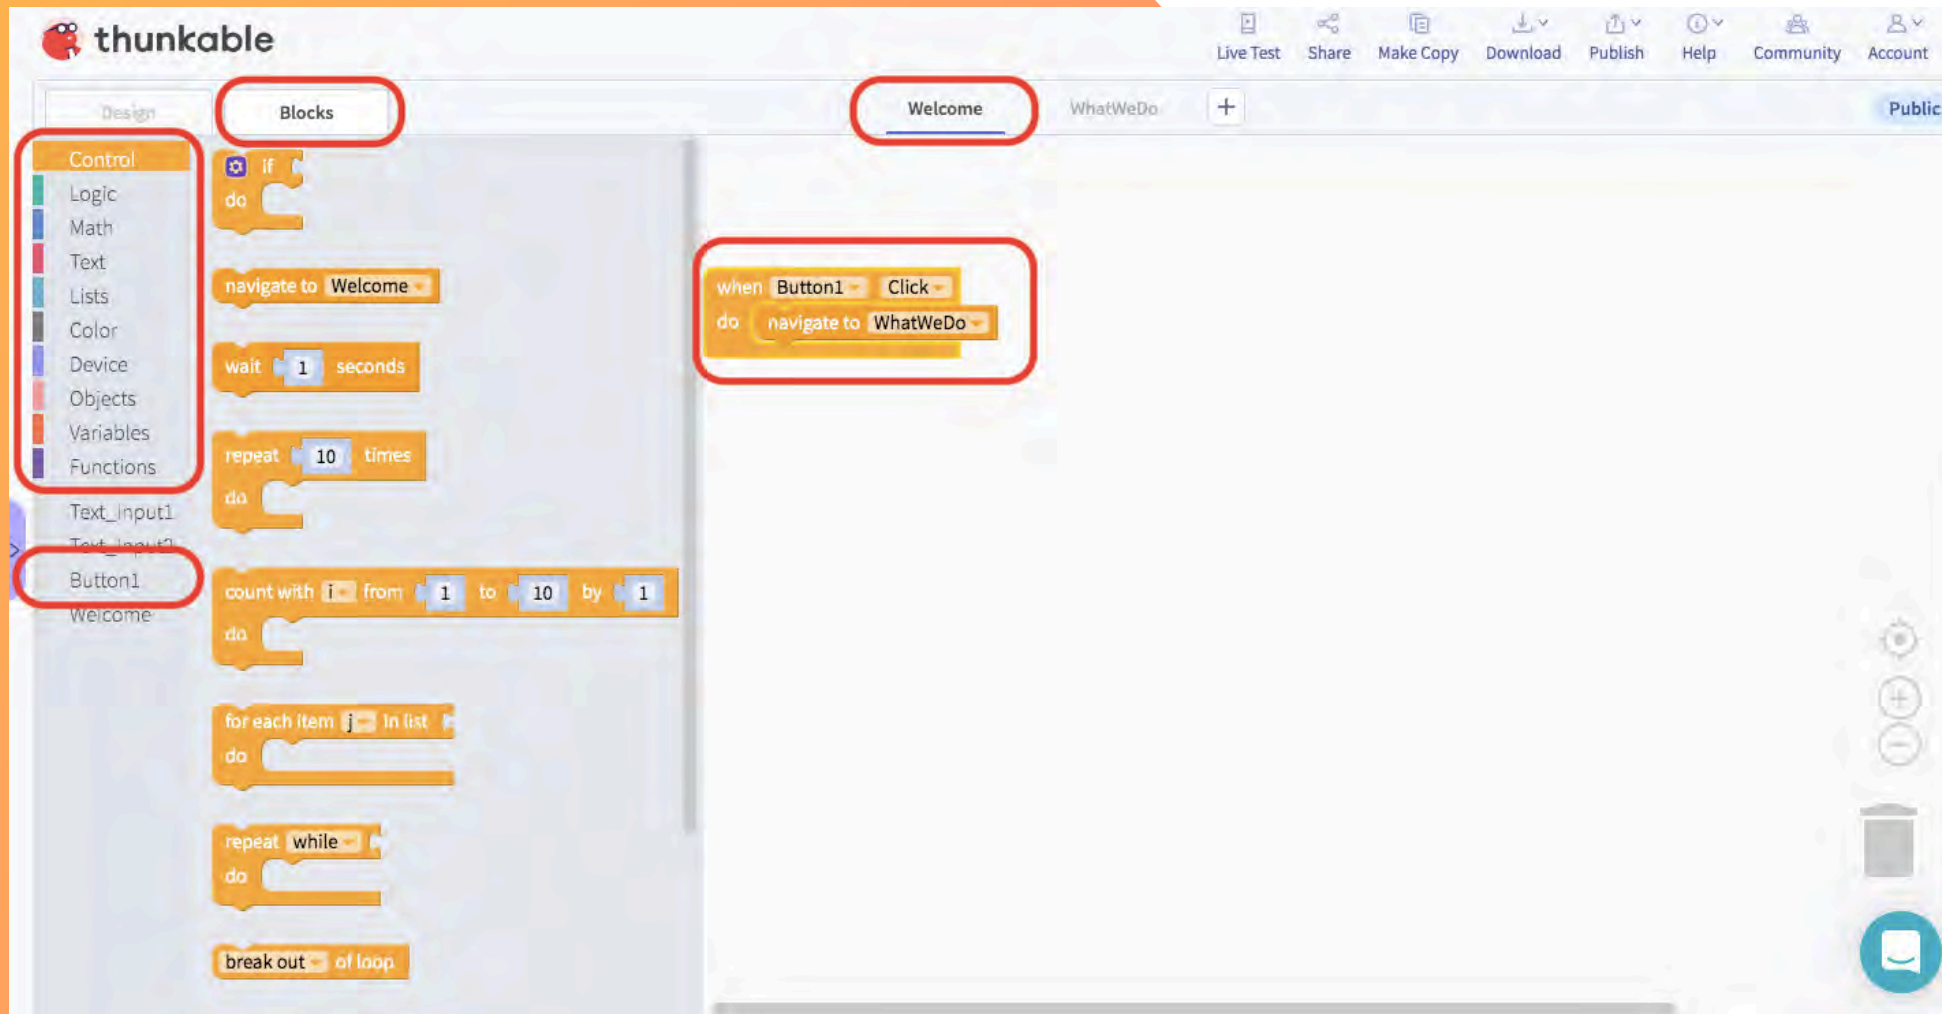 thunkable
Live Test Share Make Copy Download Publish Help Community Account
Design Blocks Welcome WhatWeDo + Public
Control
Logic
Math
Text
Lists
Color
Device
Objects
Variables
Functions
Text_input1
Text_input2
Button1
Welcome
if
do
navigate to Welcome
wait 1 seconds
repeat 10 times
do
count with i from 1 to 10 by 1
do
for each item j in list
do
repeat while
do
break out of loop
when Button1 Click
do navigate to WhatWeDo